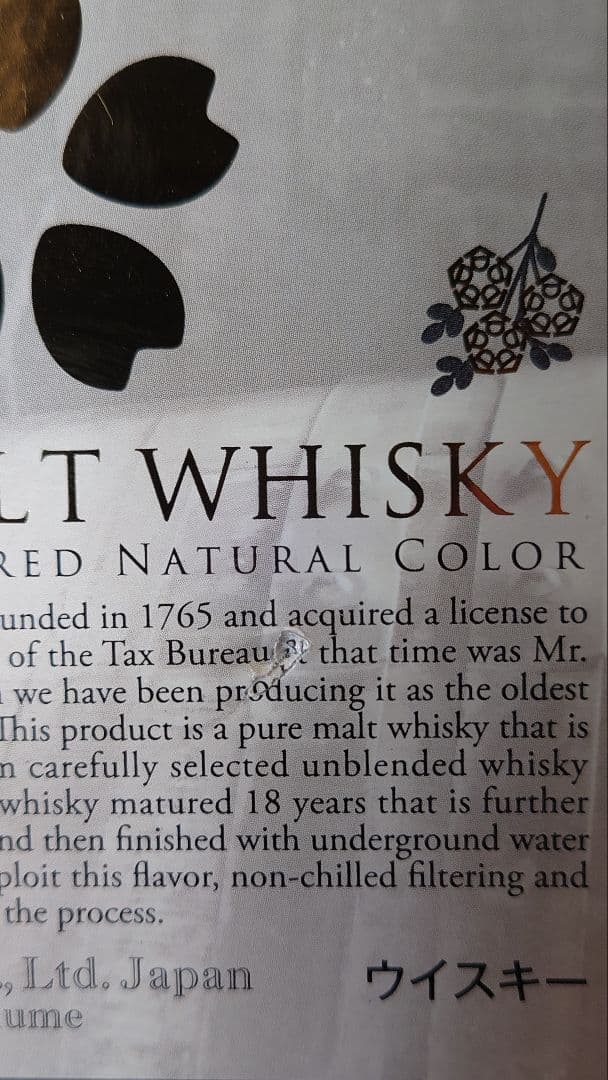 LT WHISKY
RED NATURAL COLOR
unded in 1765 and acquired a license to
of the Tax Bureau at that time was Mr.
we have been producing it as the oldest
This product is a pure malt whisky that is
n carefully selected unblended whisky
whisky matured 18 years that is further
nd then finished with underground water
ploit this flavor, non-chilled filtering and
the process.
., Ltd. Japan
ウイスキー
ume